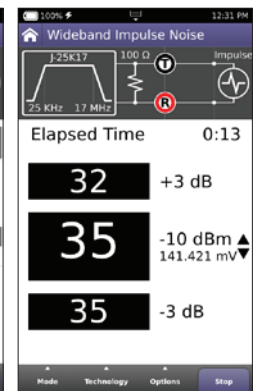 100% 12:31 PM
Wideband Impulse Noise
J-25K17 100 Ω T Impulse
25 KHz 17 MHz R
Elapsed Time 0:13
32 +3 dB
35 -10 dBm
141.421 mV
35 -3 dB
Mode Technology Options Stop